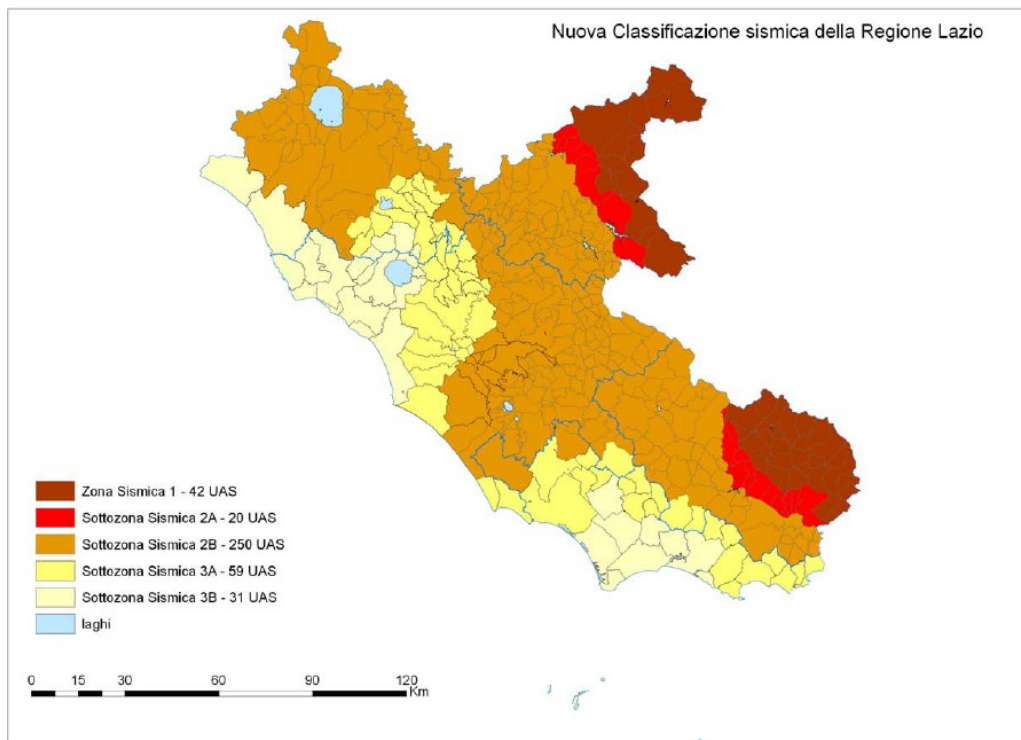 Nuova Classificazione sismica della Regione Lazio
Zona Sismica 1 - 42 UAS
Sottozona Sismica 2A - 20 UAS
Sottozona Sismica 2B - 250 UAS
Sottozona Sismica 3A - 59 UAS
Sottozona Sismica 3B - 31 UAS
laghi
0 15 30 60 90 120
Km